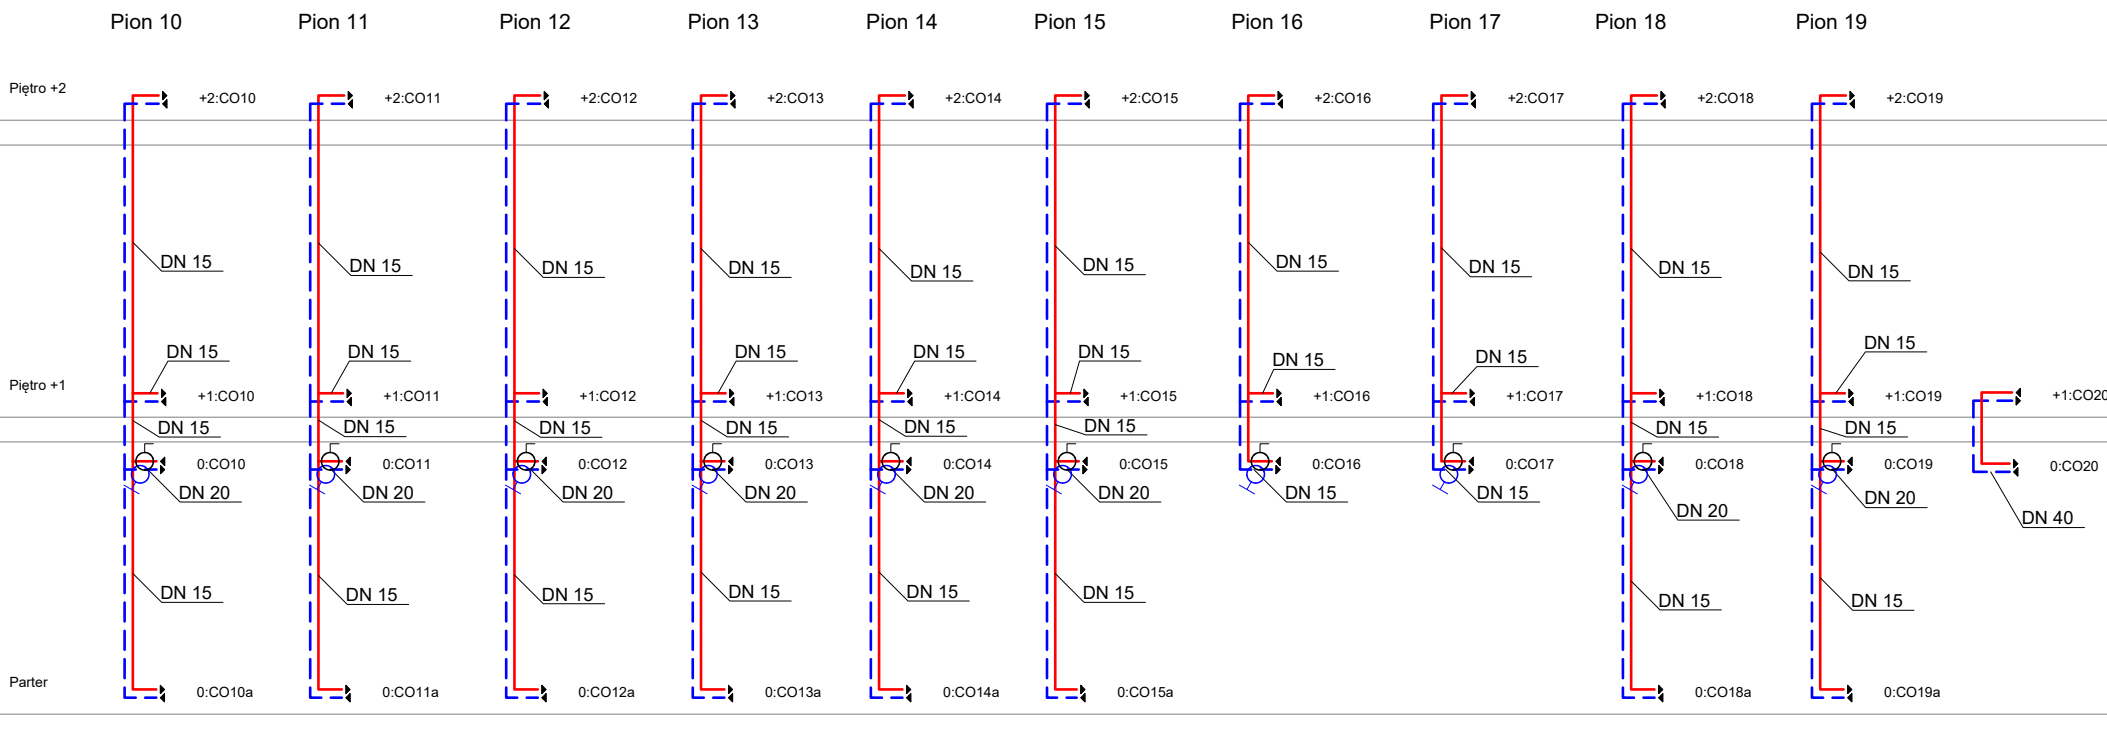 Pion 10 Pion 11 Pion 12 Pion 13 Pion 14 Pion 15 Pion 16 Pion 17 Pion 18 Pion 19
Piętro +2 +2:CO10 +2:CO11 +2:CO12 +2:CO13 +2:CO14 +2:CO15 +2:CO16 +2:CO17 +2:CO18 +2:CO19
DN 15 DN 15 DN 15 DN 15 DN 15 DN 15 DN 15 DN 15 DN 15 DN 15
DN 15 DN 15 DN 15 DN 15 DN 15 DN 15 DN 15 DN 15
Piętro +1 +1:CO10 +1:CO11 +1:CO12 +1:CO13 +1:CO14 +1:CO15 +1:CO16 +1:CO17 +1:CO18 +1:CO19 +1:CO20
DN 15 DN 15 DN 15 DN 15 DN 15 DN 15 DN 15 DN 15
0:CO10 0:CO11 0:CO12 0:CO13 0:CO14 0:CO15 0:CO16 0:CO17 0:CO18 0:CO19 0:CO20
DN 20 DN 20 DN 20 DN 20 DN 20 DN 20 DN 15 DN 15 DN 20 DN 20 DN 40
DN 15 DN 15 DN 15 DN 15 DN 15 DN 15 DN 15 DN 15
Parter 0:CO10a 0:CO11a 0:CO12a 0:CO13a 0:CO14a 0:CO15a 0:CO18a 0:CO19a